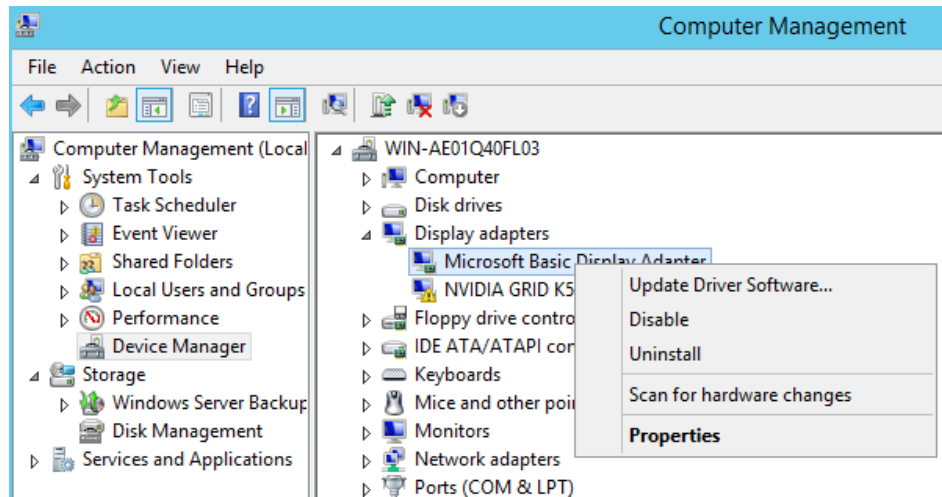 Computer Management
File Action View Help
Computer Management (Local
System Tools
Task Scheduler
Event Viewer
Shared Folders
Local Users and Groups
Performance
Device Manager
Storage
Windows Server Backup
Disk Management
Services and Applications
WIN-AE01Q40FL03
Computer
Disk drives
Display adapters
Microsoft Basic Display Adapter
NVIDIA GRID K5
Floppy drive contro
IDE ATA/ATAPI cor
Keyboards
Mice and other poi
Monitors
Network adapters
Ports (COM & LPT)
Update Driver Software...
Disable
Uninstall
Scan for hardware changes
Properties